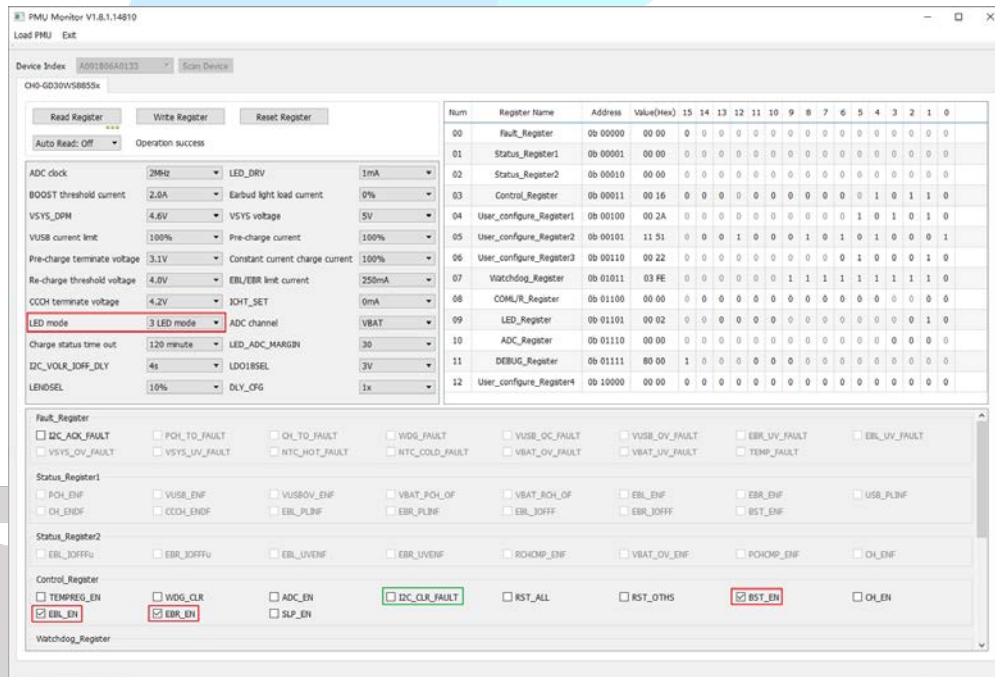 PMU Monitor V1.8.1.14810
Load PMU Exit
Device Index A091806A0133 Scan Device
CH0-GD30WS8855x
Read Register Write Register Reset Register
Auto Read: Off Operation success
ADC clock 2MHz LED_DRV 1mA
BOOST threshold current 2.0A Earbud light load current 0%
VSYS_DPM 4.6V VSYS voltage 5V
VUSB current limt 100% Pre-charge current 100%
Pre-charge terminate voltage 3.1V Constant current charge current 100%
Re-charge threshold voltage 4.0V EBL/EBR limt current 250mA
CCCH terminate voltage 4.2V ICHT_SET 0mA
LED mode 3 LED mode ADC channel VBAT
Charge status time out 120 minute LED_ADC_MARGIN 30
I2C_VOLR_IOFF_DLY 4s LDO18SEL 3V
LENDSEL 10% DLY_CFG 1x
Num Register Name Address Value(Hex) 15 14 13 12 11 10 9 8 7 6 5 4 3 2 1 0
00 Fault_Register 0b 00000 00 00 0 0 0 0 0 0 0 0 0 0 0 0 0 0 0 0
01 Status_Register1 0b 00001 00 00 0 0 0 0 0 0 0 0 0 0 0 0 0 0 0 0
02 Status_Register2 0b 00010 00 00 0 0 0 0 0 0 0 0 0 0 0 0 0 0 0 0
03 Control_Register 0b 00011 00 16 0 0 0 0 0 0 0 0 0 0 0 1 0 1 1 0
04 User_configure_Register1 0b 00100 00 2A 0 0 0 0 0 0 0 0 0 0 1 0 1 0 1 0
05 User_configure_Register2 0b 00101 11 51 0 0 0 1 0 0 0 1 0 1 0 1 0 0 0 1
06 User_configure_Register3 0b 00110 00 22 0 0 0 0 0 0 0 0 0 0 1 0 0 0 1 0
07 Watchdog_Register 0b 01011 03 FE 0 0 0 0 0 0 1 1 1 1 1 1 1 1 1 0
08 COML/R_Register 0b 01100 00 00 0 0 0 0 0 0 0 0 0 0 0 0 0 0 0 0
09 LED_Register 0b 01101 00 02 0 0 0 0 0 0 0 0 0 0 0 0 0 0 1 0
10 ADC_Register 0b 01110 00 00 0 0 0 0 0 0 0 0 0 0 0 0 0 0 0 0
11 DEBUG_Register 0b 01111 80 00 1 0 0 0 0 0 0 0 0 0 0 0 0 0 0 0
12 User_configure_Register4 0b 10000 00 00 0 0 0 0 0 0 0 0 0 0 0 0 0 0 0 0
Fault_Register
I2C_ACK_FAULT PCH_TO_FAULT CH_TO_FAULT WDG_FAULT VUSB_OC_FAULT VUSB_OV_FAULT EBR_UV_FAULT EBL_UV_FAULT
VSYS_OV_FAULT VSYS_UV_FAULT NTC_HOT_FAULT NTC_COLD_FAULT VBAT_OV_FAULT VBAT_UV_FAULT TEMP_FAULT
Status_Register1
PCH_ENF VUSB_ENF VUSBOV_ENF VBAT_PCH_OF VBAT_RCH_OF EBL_ENF EBR_ENF USB_PLINF
CH_ENDF CCCH_ENDF EBL_PLINF EBR_PLINF EBL_IOFFF EBR_IOFFF BST_ENF
Status_Register2
EBL_IOFFFu EBR_IOFFFu EBL_UVENF EBR_UVENF RCHCMP_ENF VBAT_OV_ENF PCHCMP_ENF CH_ENF
Control_Register
TEMPREG_EN WDG_CLR ADC_EN I2C_CLR_FAULT RST_ALL RST_OTHS BST_EN CH_EN
EBL_EN EBR_EN SLP_EN
Watchdog_Register